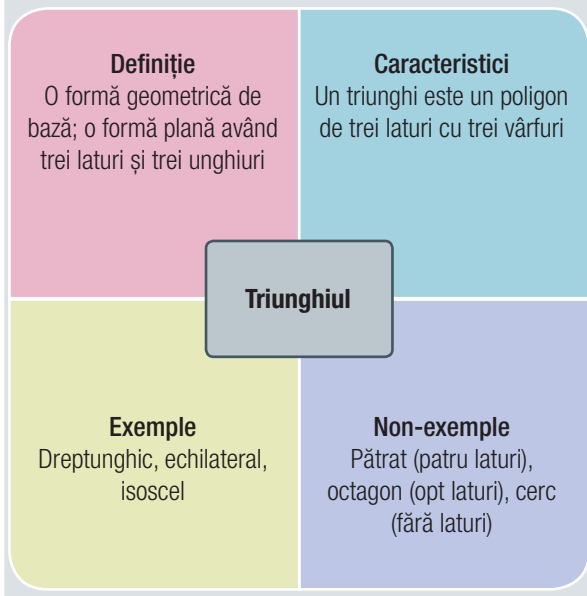 Definiție
O formă geometrică de
bază; o formă plană având
trei laturi și trei unghiuri
Caracteristici
Un triunghi este un poligon
de trei laturi cu trei vârfuri
Triunghiul
Exemple
Dreptunghic, echilateral,
isoscel
Non-exemple
Pătrat (patru laturi),
octagon (opt laturi), cerc
(fără laturi)